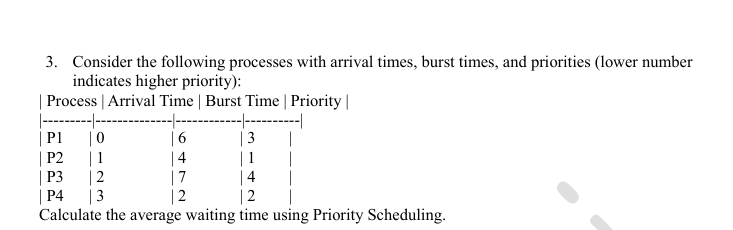 3. Consider the following processes with arrival times, burst times, and priorities (lower number
indicates higher priority):
| Process | Arrival Time | Burst Time | Priority |
|---------|--------------|------------|----------|
| P1 | 0 | 6 | 3 |
| P2 | 1 | 4 | 1 |
| P3 | 2 | 7 | 4 |
| P4 | 3 | 2 | 2 |
Calculate the average waiting time using Priority Scheduling.